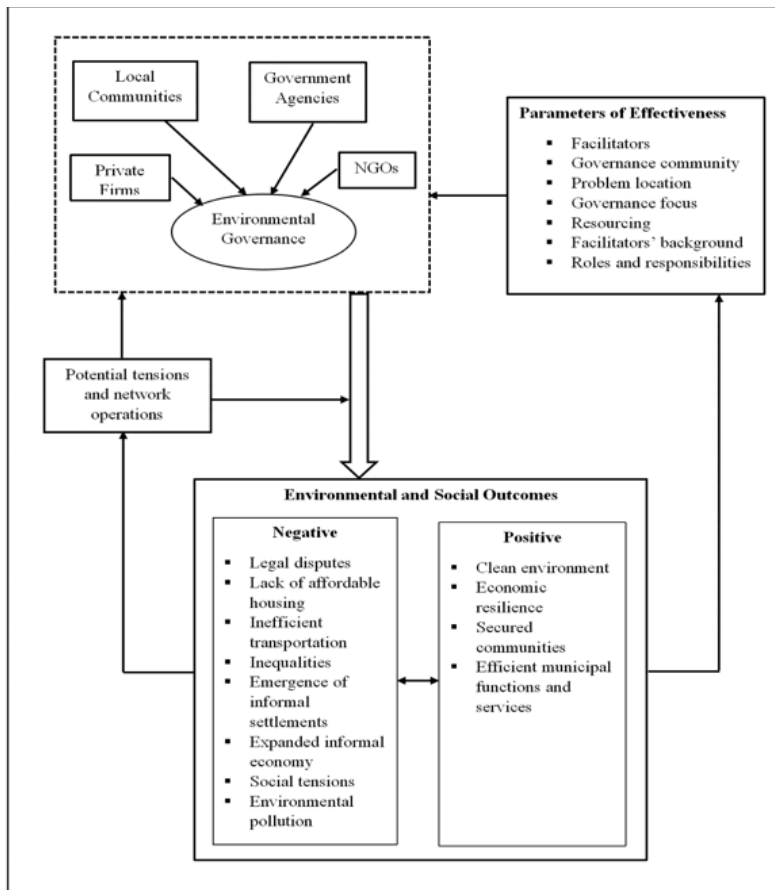 Local
Communities
Government
Agencies
Private
Firms
NGOs
Environmental
Governance
Parameters of Effectiveness
▪ Facilitators
▪ Governance community
▪ Problem location
▪ Governance focus
▪ Resourcing
▪ Facilitators’ background
▪ Roles and responsibilities
Potential tensions
and network
operations
Environmental and Social Outcomes
Negative
▪ Legal disputes
▪ Lack of affordable
housing
▪ Inefficient
transportation
▪ Inequalities
▪ Emergence of
informal
settlements
▪ Expanded informal
economy
▪ Social tensions
▪ Environmental
pollution
Positive
▪ Clean environment
▪ Economic
resilience
▪ Secured
communities
▪ Efficient municipal
functions and
services